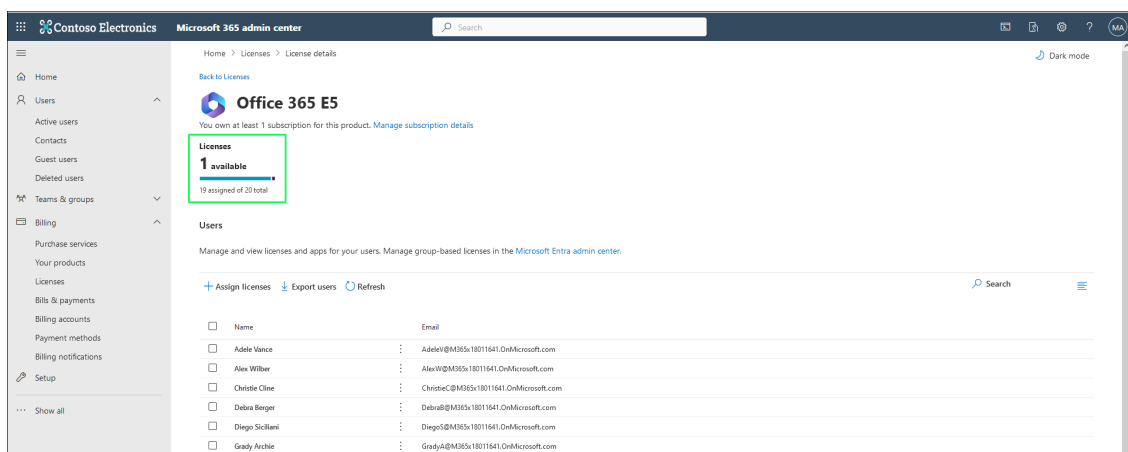 Contoso Electronics Microsoft 365 admin center Search ? MA
Home > Licenses > License details
Dark mode
Back to Licenses
Office 365 E5
You own at least 1 subscription for this product. Manage subscription details
Licenses
1 available
19 assigned of 20 total
Users
Manage and view licenses and apps for your users. Manage group-based licenses in the Microsoft Entra admin center.
+ Assign licenses Export users Refresh Search
Name Email
Adele Vance AdeleV@M365x18011641.OnMicrosoft.com
Alex Wilber AlexW@M365x18011641.OnMicrosoft.com
Christie Cline ChristieC@M365x18011641.OnMicrosoft.com
Debra Berger DebraB@M365x18011641.OnMicrosoft.com
Diego Siciliani DiegoS@M365x18011641.OnMicrosoft.com
Grady Archie GradyA@M365x18011641.OnMicrosoft.com
Home
Users
Active users
Contacts
Guest users
Deleted users
Teams & groups
Billing
Purchase services
Your products
Licenses
Bills & payments
Billing accounts
Payment methods
Billing notifications
Setup
... Show all